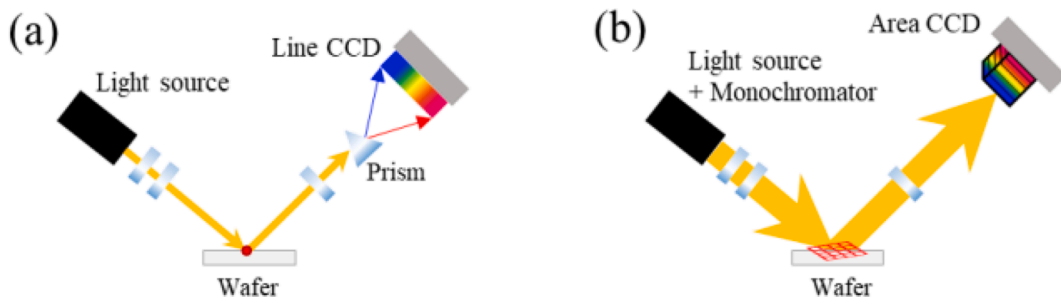 (a)
Line CCD
Light source
Prism
Wafer
(b)
Area CCD
Light source
+ Monochromator
Wafer